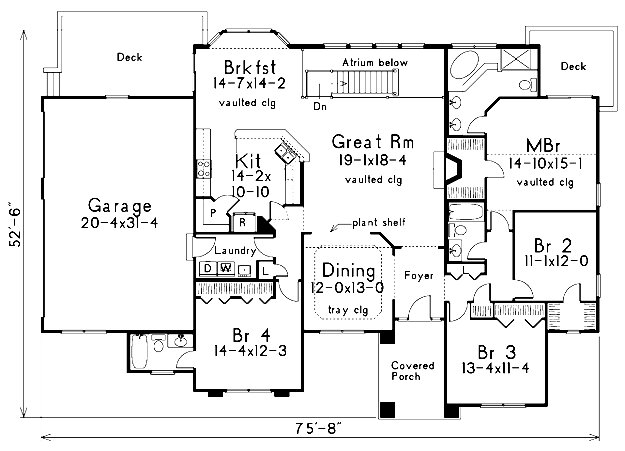 Deck
Atrium below
Deck
Brkfst
14-7x14-2
vaulted clg
Dn
Great Rm
19-1x18-4
vaulted clg
MBr
14-10x15-1
vaulted clg
Kit
14-2x
10-10
Garage
20-4x31-4
P
R
plant shelf
Laundry
D W
L
Dining
12-0x13-0
tray clg
Foyer
Br 2
11-1x12-0
Br 4
14-4x12-3
Br 3
13-4x11-4
Covered
Porch
52'-6"
75'-8"